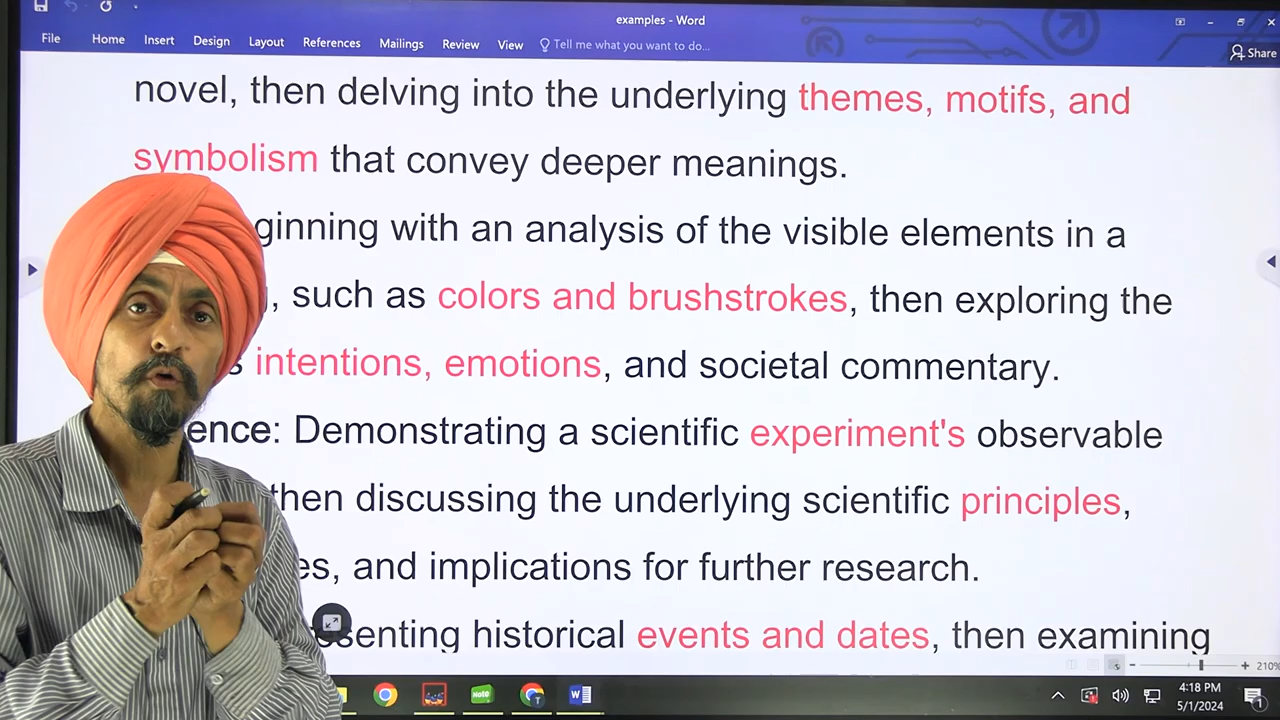 examples - Word
File Home Insert Design Layout References Mailings Review View Tell me what you want to do... Share
novel, then delving into the underlying themes, motifs, and
symbolism that convey deeper meanings.
ginning with an analysis of the visible elements in a
, such as colors and brushstrokes, then exploring the
s intentions, emotions, and societal commentary.
ence: Demonstrating a scientific experiment's observable
then discussing the underlying scientific principles,
es, and implications for further research.
esenting historical events and dates, then examining
210%
Note
T
4:18 PM
5/1/2024
1